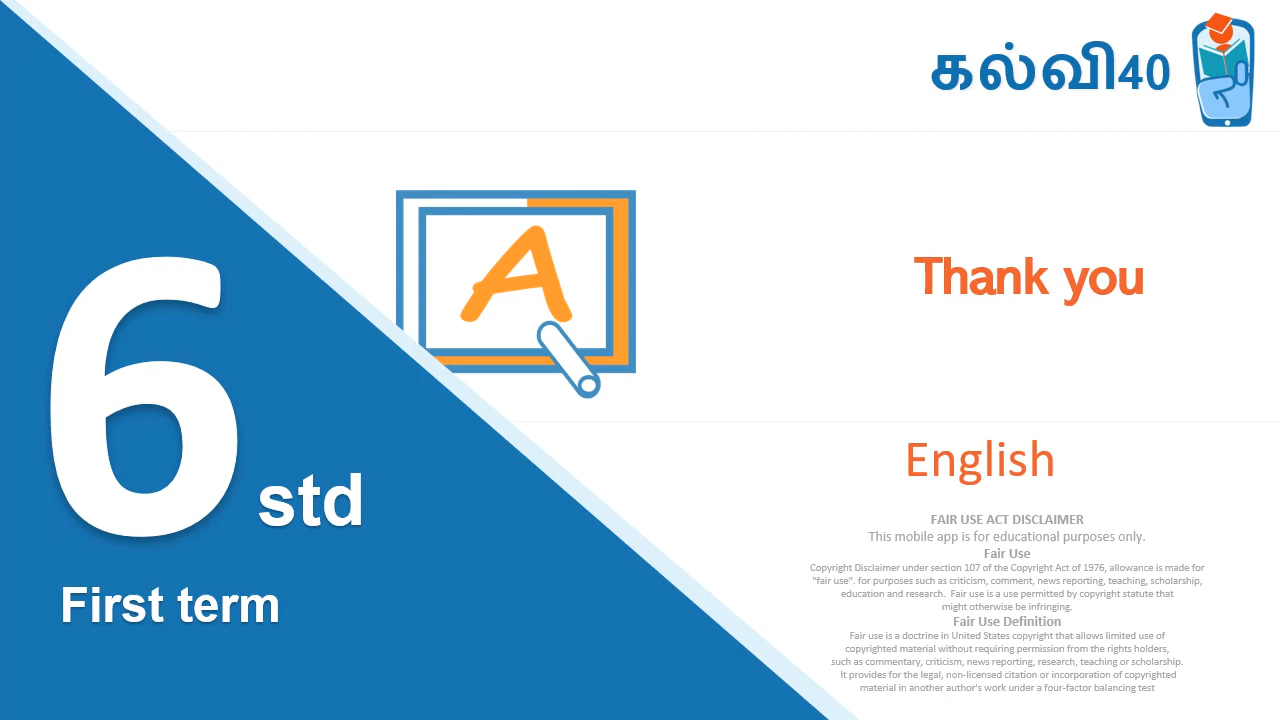 கல்வி40
A
Thank you
6 std
First term
English
FAIR USE ACT DISCLAIMER
This mobile app is for educational purposes only.
Fair Use
Copyright Disclaimer under section 107 of the Copyright Act of 1976, allowance is made for
"fair use". for purposes such as criticism, comment, news reporting, teaching, scholarship,
education and research. Fair use is a use permitted by copyright statute that
might otherwise be infringing.
Fair Use Definition
Fair use is a doctrine in United States copyright that allows limited use of
copyrighted material without requiring permission from the rights holders,
such as commentary, criticism, news reporting, research, teaching or scholarship.
It provides for the legal, non-licensed citation or incorporation of copyrighted
material in another author's work under a four-factor balancing test